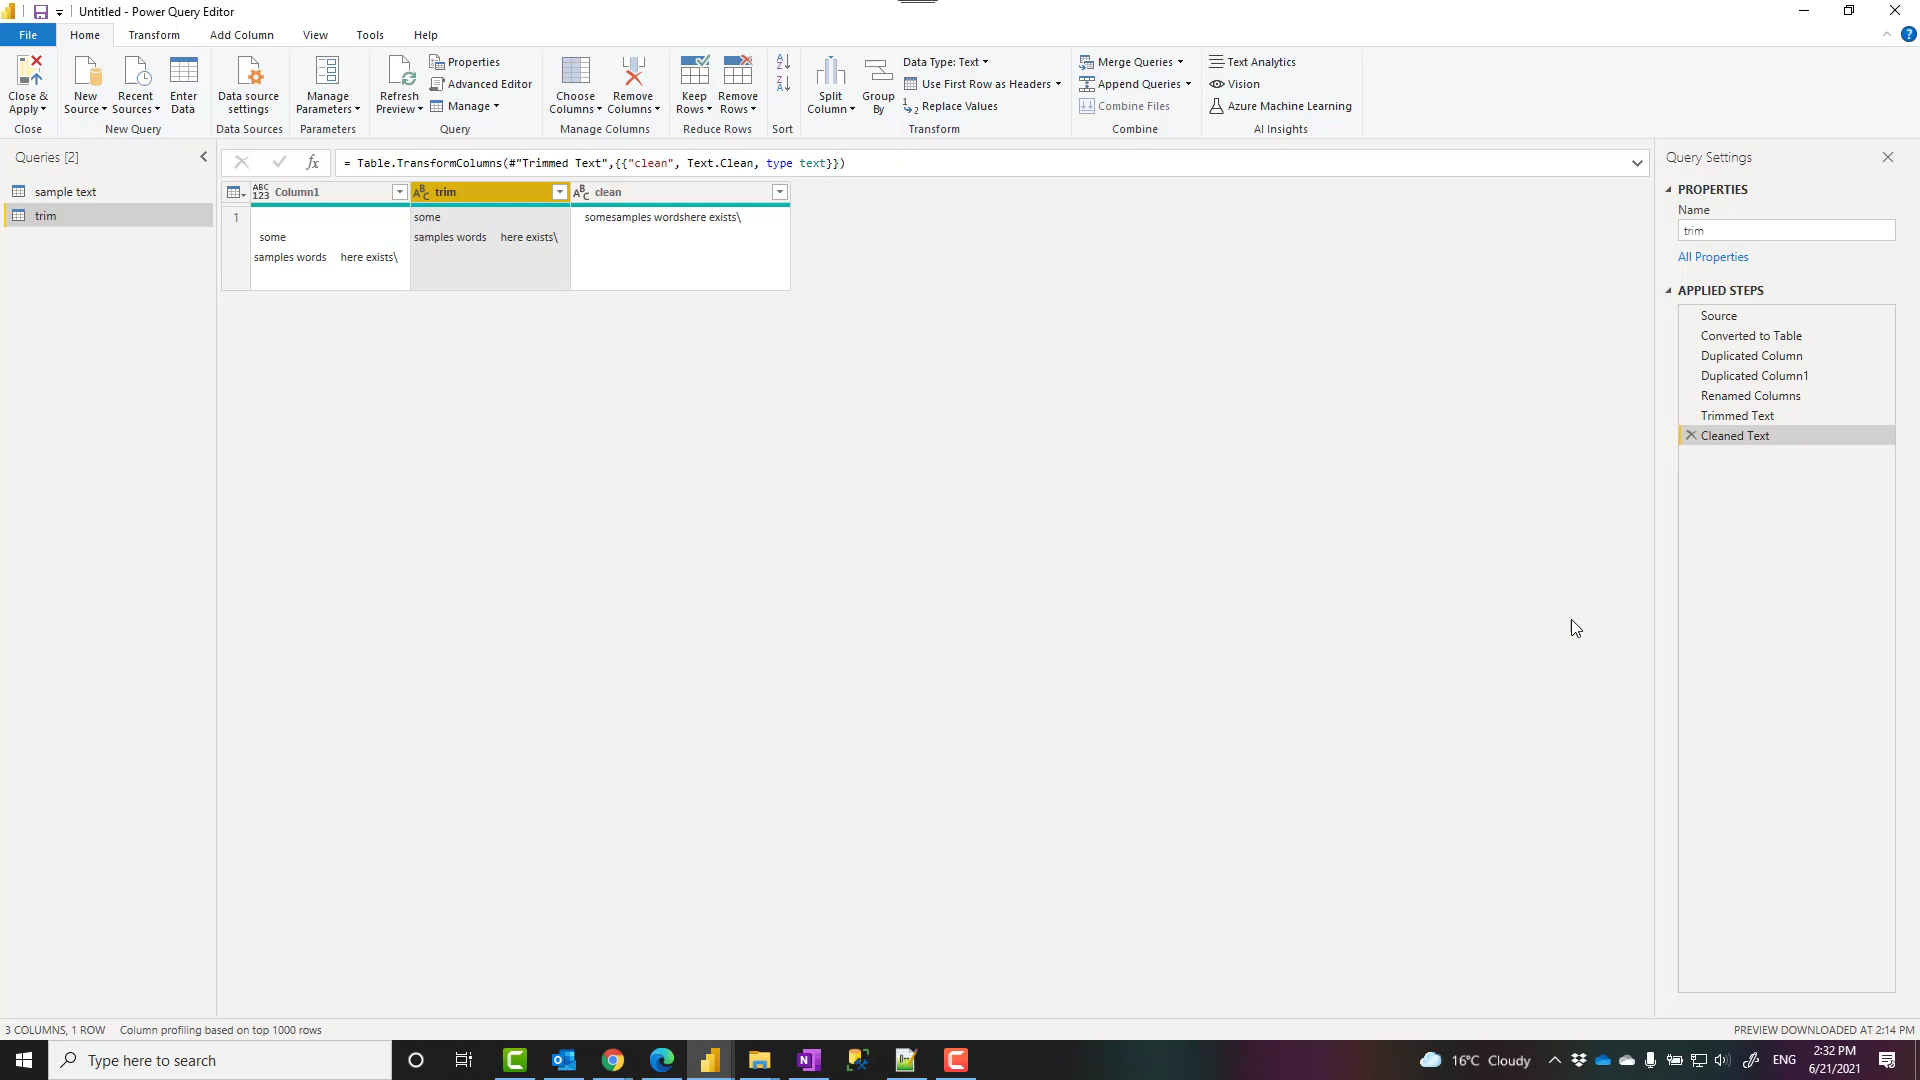 Untitled - Power Query Editor
File Home Transform Add Column View Tools Help
Close & Apply
New Source
Recent Sources
Enter Data
Data source settings
Manage Parameters
Refresh Preview
Properties
Advanced Editor
Manage
Choose Columns
Remove Columns
Keep Rows
Remove Rows
Split Column
Group By
Data Type: Text
Use First Row as Headers
Replace Values
Merge Queries
Append Queries
Combine Files
Text Analytics
Vision
Azure Machine Learning
Close New Query Data Sources Parameters Query Manage Columns Reduce Rows Sort Transform Combine AI Insights
Queries [2]
sample text
trim
fx = Table.TransformColumns(#"Trimmed Text",{{"clean", Text.Clean, type text}})
ABC 123 Column1 ABC trim ABC clean
1
some
samples words here exists\
some
samples words here exists\
somesamples wordshere exists\
Query Settings
PROPERTIES
Name
trim
All Properties
APPLIED STEPS
Source
Converted to Table
Duplicated Column
Duplicated Column1
Renamed Columns
Trimmed Text
Cleaned Text
3 COLUMNS, 1 ROW Column profiling based on top 1000 rows
PREVIEW DOWNLOADED AT 2:14 PM
Type here to search
16°C Cloudy
ENG
2:32 PM
6/21/2021